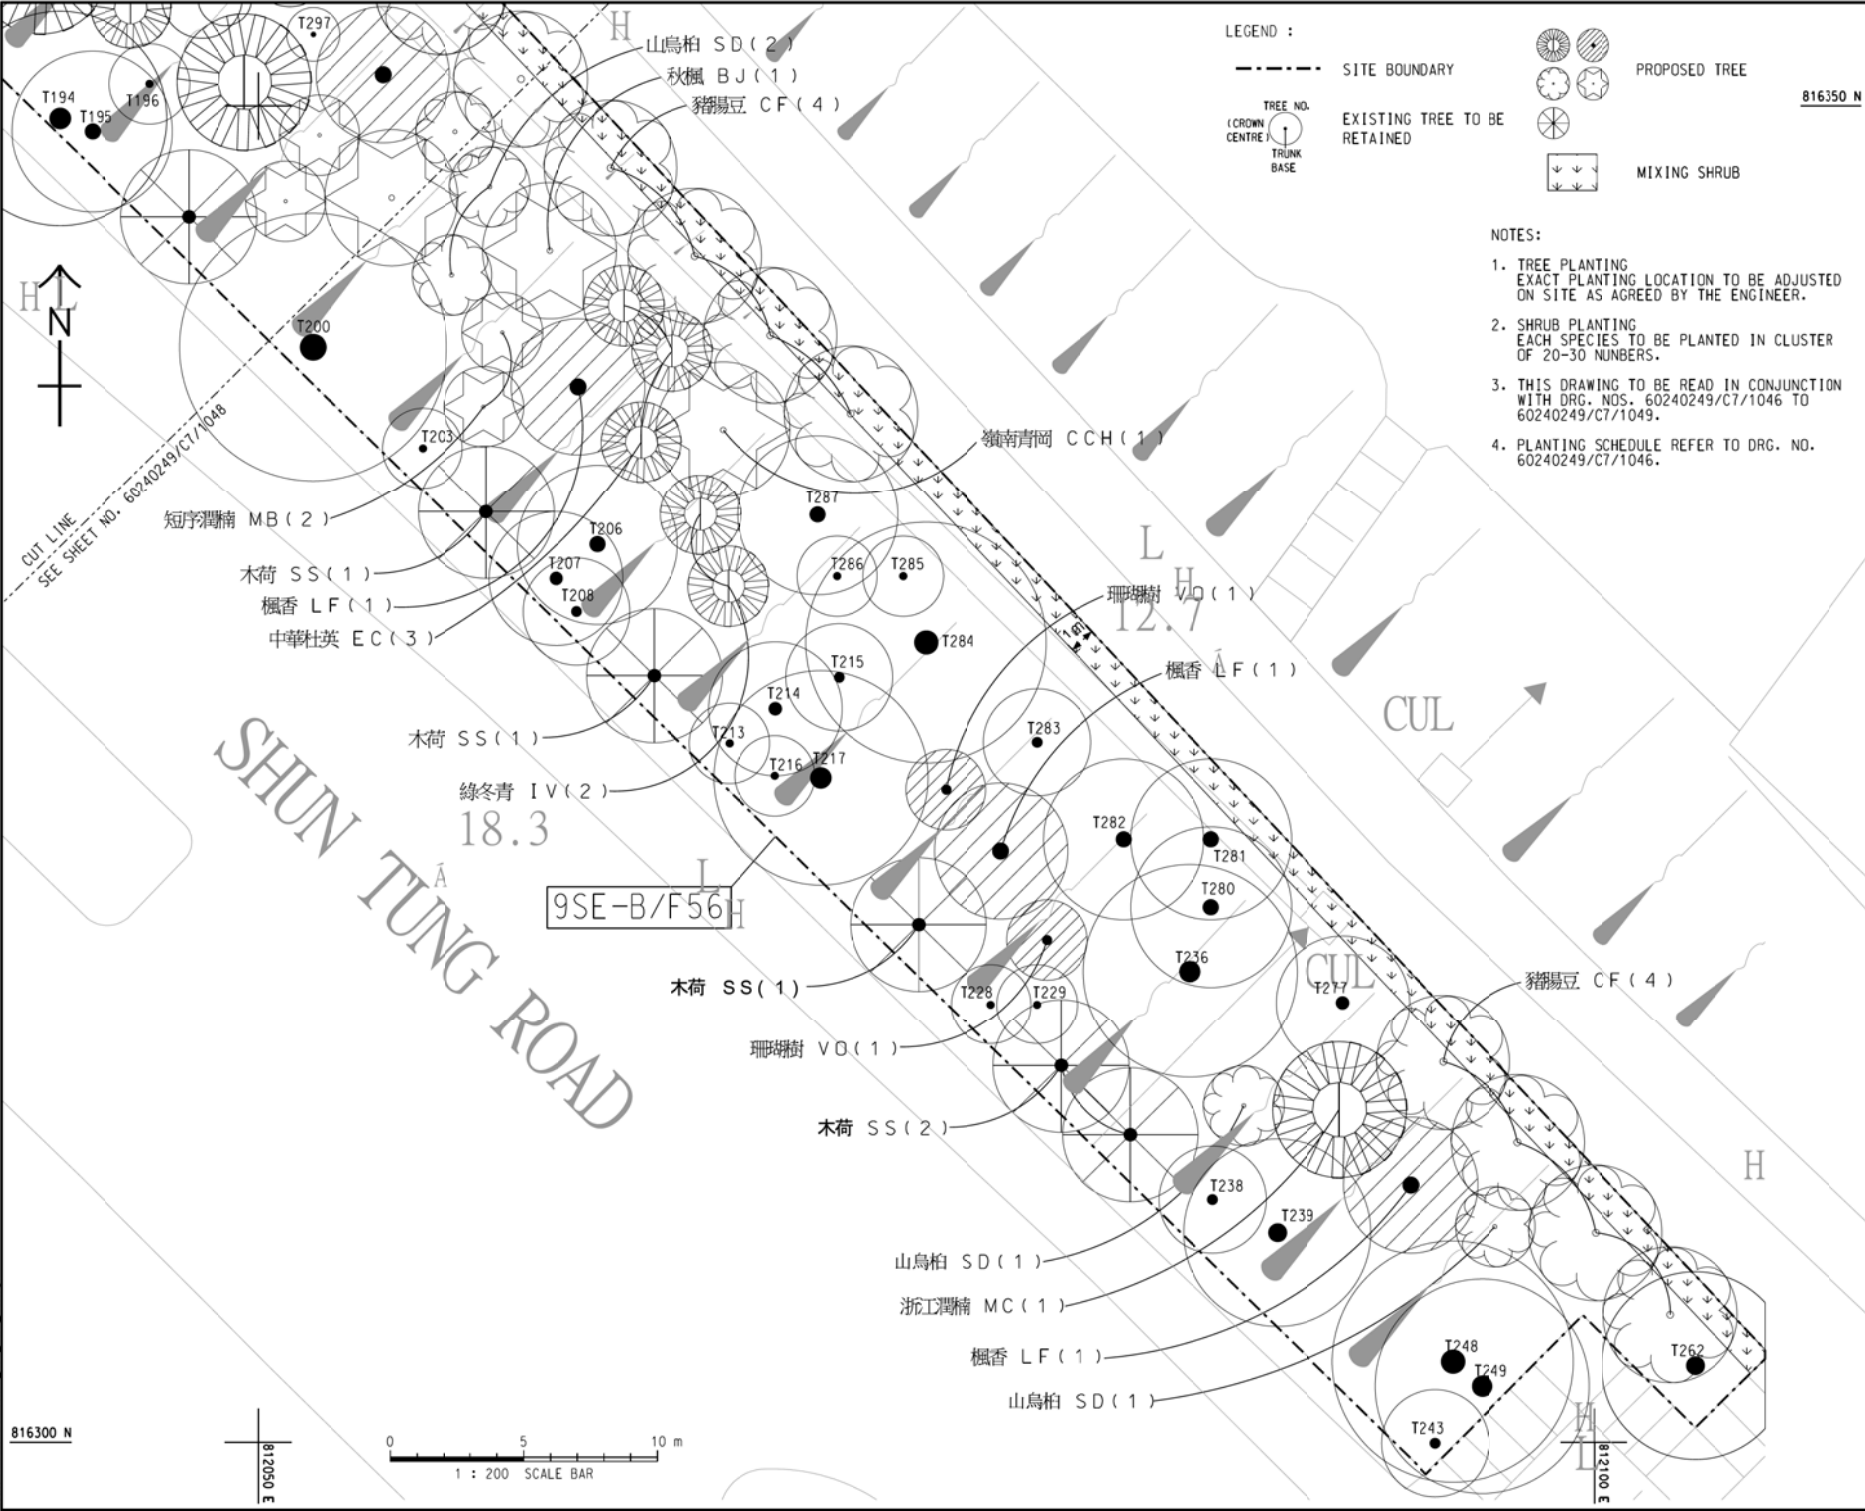 LEGEND :
SITE BOUNDARY
TREE NO.
(CROWN
CENTRE)
TRUNK
BASE
EXISTING TREE TO BE
RETAINED
PROPOSED TREE
MIXING SHRUB
816350 N
NOTES:
1. TREE PLANTING
EXACT PLANTING LOCATION TO BE ADJUSTED
ON SITE AS AGREED BY THE ENGINEER.
2. SHRUB PLANTING
EACH SPECIES TO BE PLANTED IN CLUSTER
OF 20-30 NUNBERS.
3. THIS DRAWING TO BE READ IN CONJUNCTION
WITH DRG. NOS. 60240249/C7/1046 TO
60240249/C7/1049.
4. PLANTING SCHEDULE REFER TO DRG. NO.
60240249/C7/1046.
T297
H
山烏桕 SD(2)
秋楓 BJ(1)
豬腸豆 CF(4)
T194
T195
T196
H
L
N
T200
T203
CUT LINE
SEE SHEET NO. 60240249/C7/1048
嶺南青岡 CCH(1)
短序潤楠 MB(2)
木荷 SS(1)
楓香 LF(1)
中華杜英 EC(3)
T206
T207
T208
T287
T286
T285
T284
L
H
珊瑚樹 VO(1)
12.7
楓香 LF(1)
T215
T214
T213
T216
T217
T283
CUL
木荷 SS(1)
綠冬青 IV(2)
18.3
SHUN TUNG ROAD
L
H
9SE-B/F56
T282
T281
T280
T236
CUL
T277
豬腸豆 CF(4)
木荷 SS(1)
T228
T229
珊瑚樹 VO(1)
木荷 SS(2)
H
T238
T239
山烏桕 SD(1)
浙江潤楠 MC(1)
楓香 LF(1)
山烏桕 SD(1)
T248
T249
T262
T243
H
L
816300 N
812050 E
0 5 10 m
1 : 200 SCALE BAR
812100 E